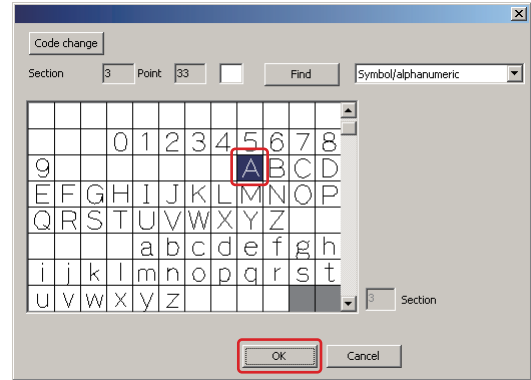 Code change
Section 3 Point 33 Find Symbol/alphanumeric
0 1 2 3 4 5 6 7 8
9 A B C D
E F G H I J K L M N O P
Q R S T U V W X Y Z
a b c d e f g h
i j k l m n o p q r s t
u v w x y z
3 Section
OK Cancel